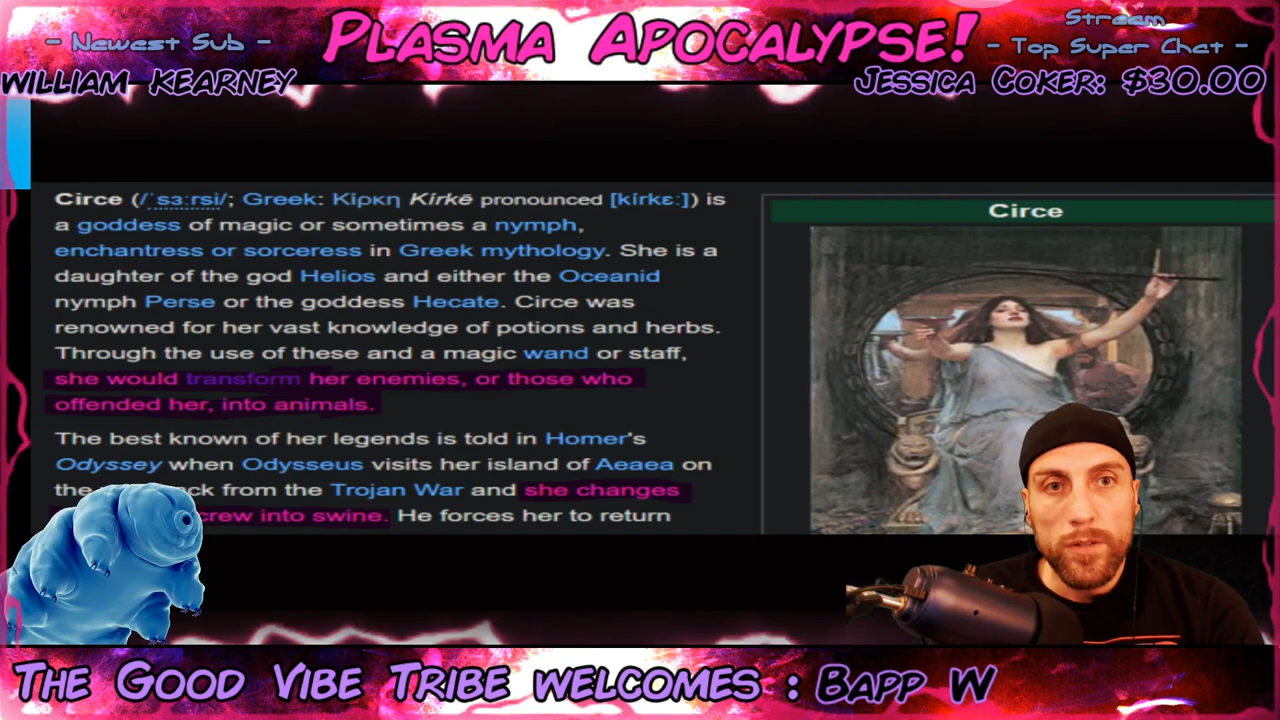 - Newest Sub -
WILLIAM KEARNEY
PLASMA APOCALYPSE!
Stream
- Top Super Chat -
JESSICA COKER: $30.00
Circe (/ˈsɜːrsi/; Greek: Κίρκη Kírkē pronounced [kírkɛː]) is
a goddess of magic or sometimes a nymph,
enchantress or sorceress in Greek mythology. She is a
daughter of the god Helios and either the Oceanid
nymph Perse or the goddess Hecate. Circe was
renowned for her vast knowledge of potions and herbs.
Through the use of these and a magic wand or staff,
she would transform her enemies, or those who
offended her, into animals.
The best known of her legends is told in Homer's
Odyssey when Odysseus visits her island of Aeaea on
the ck from the Trojan War and she changes
crew into swine. He forces her to return
Circe
THE GOOD VIBE TRIBE WELCOMES : BAPP W